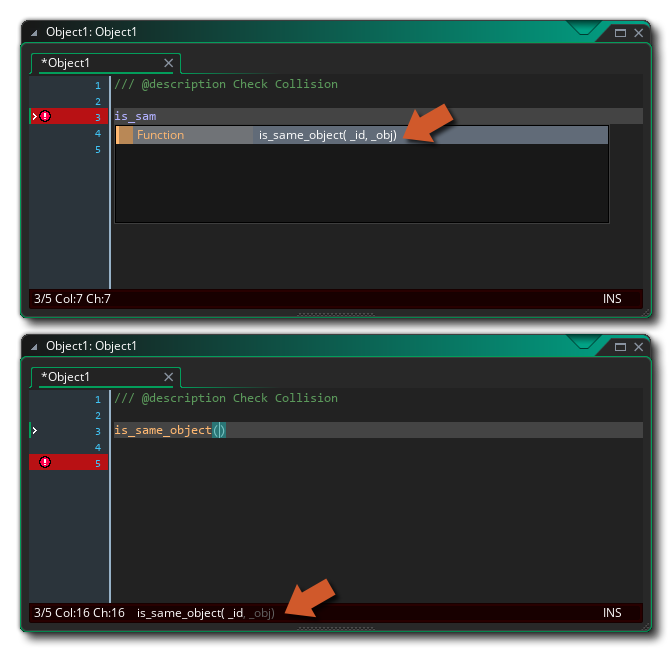 Object1: Object1
*Object1
1 /// @description Check Collision
2
3 is_sam
4 Function is_same_object( _id, _obj)
5
3/5 Col:7 Ch:7 INS
Object1: Object1
*Object1
1 /// @description Check Collision
2
3 is_same_object()
4
5
3/5 Col:16 Ch:16 is_same_object( _id, _obj) INS